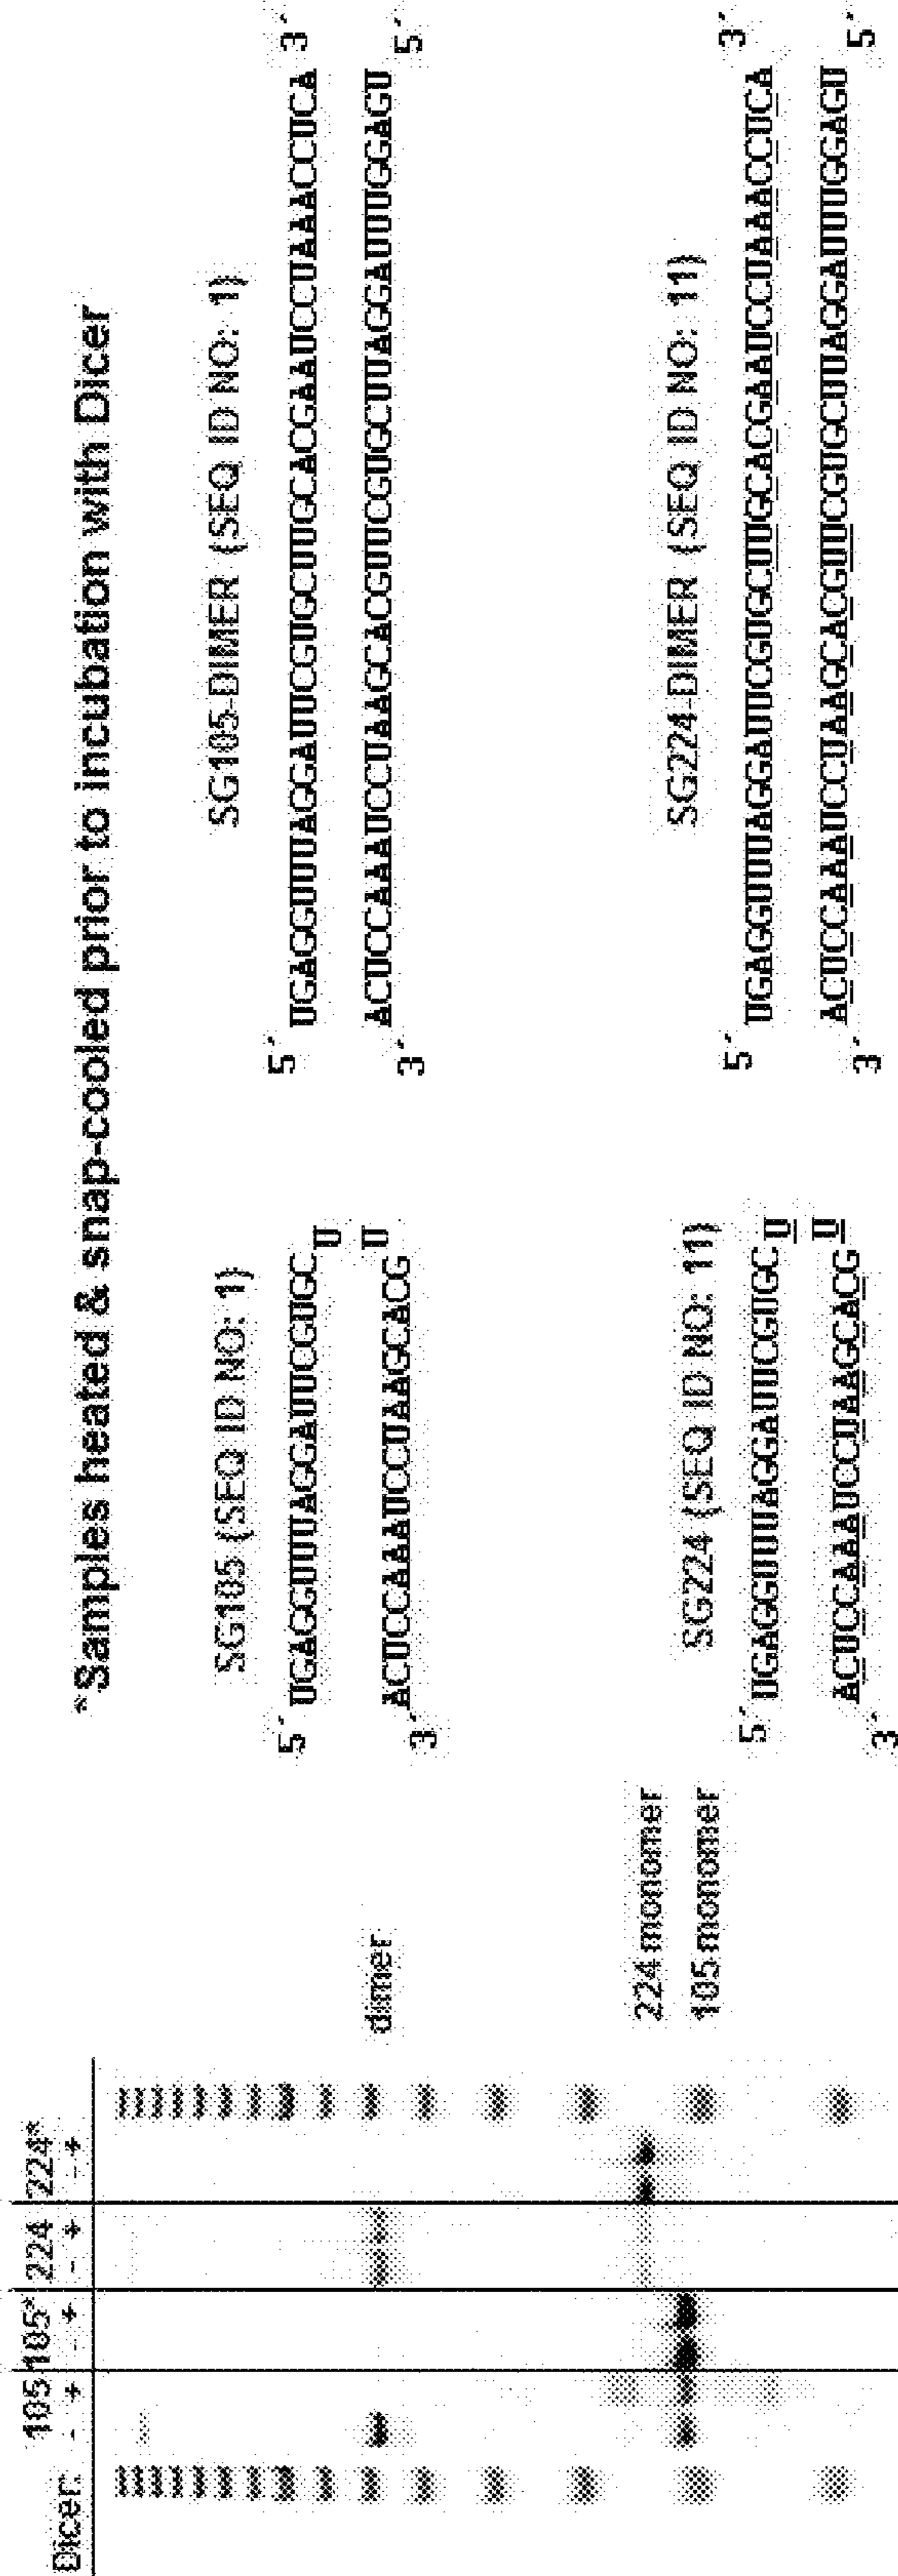 105 105* 224 224*
Dicer: - + - + - + - +
dimer
224 monomer
105 monomer
*Samples heated & snap-cooled prior to incubation with Dicer
SG105 (SEQ ID NO: 1)
5´ UGAGGUUUAGGAUUCGUGC
U
U
3´ ACUCCAAAUCCUAAGCACG
SG105-DIMER (SEQ ID NO: 1)
5´ UGAGGUUUAGGAUUCGUGCUUGCACGAAUCCUAAACCUCA 3´
3´ ACUCCAAAUCCUAAGCACGUUCGUGCUUAGGAUUUGGAGU 5´
SG224 (SEQ ID NO: 11)
5´ UGAGGUUUAGGAUUCGUGC
U
U
3´ ACUCCAAAUCCUAAGCACG
SG224-DIMER (SEQ ID NO: 11)
5´ UGAGGUUUAGGAUUCGUGCUUGCACGAAUCCUAAACCUCA 3´
3´ ACUCCAAAUCCUAAGCACGUUCGUGCUUAGGAUUUGGAGU 5´